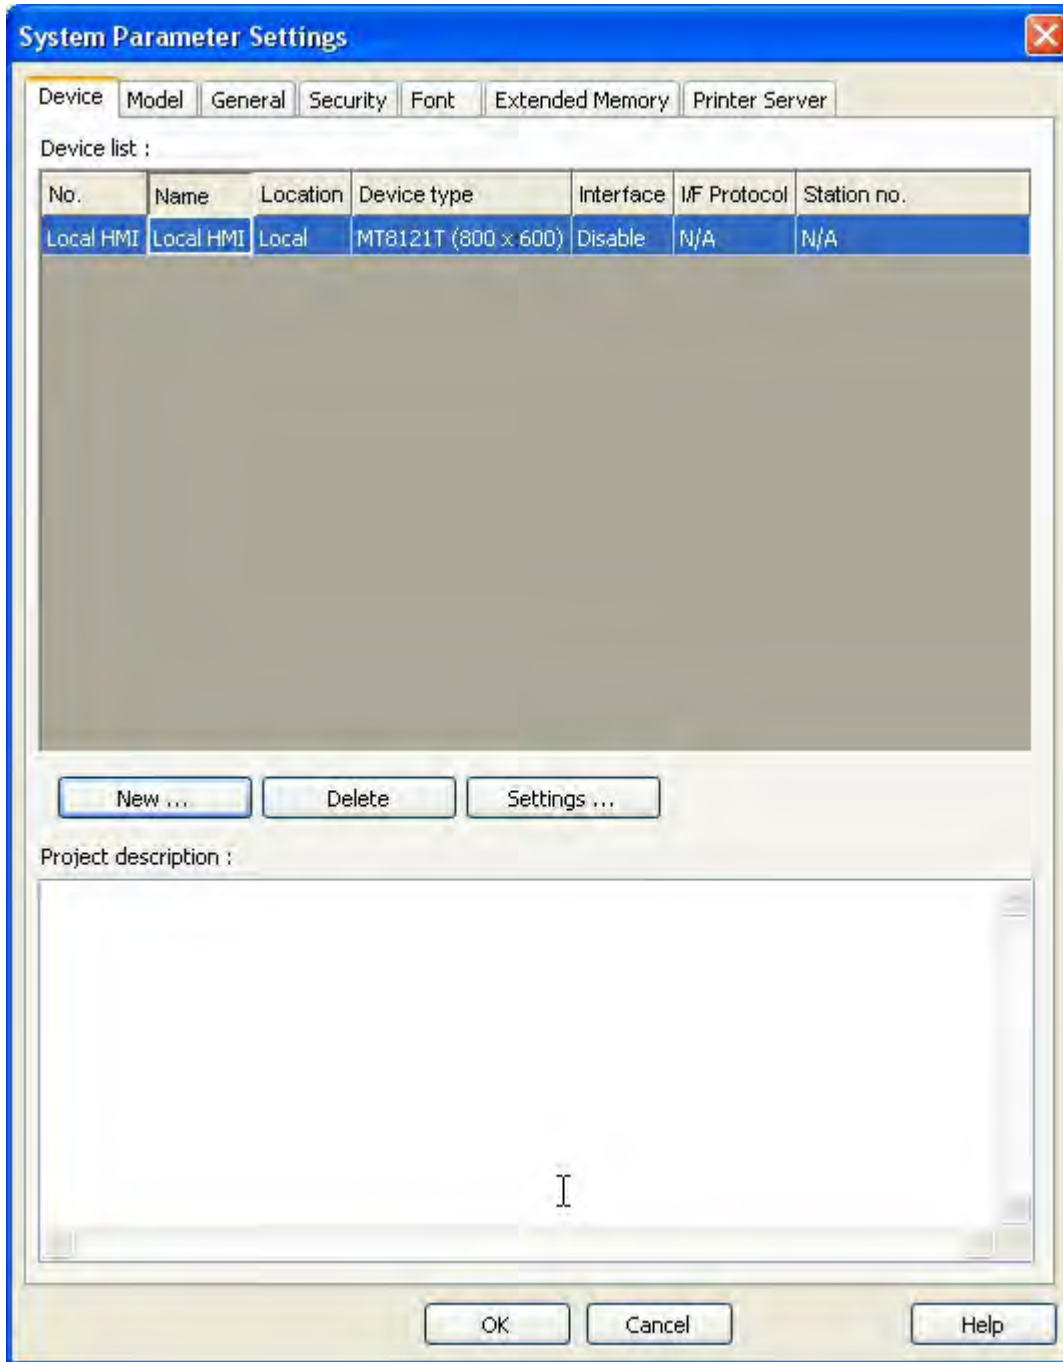 System Parameter Settings
Device Model General Security Font Extended Memory Printer Server
Device list :
No. Name Location Device type Interface I/F Protocol Station no.
Local HMI Local HMI Local MT8121T (800 x 600) Disable N/A N/A
New ... Delete Settings ...
Project description :
OK Cancel Help